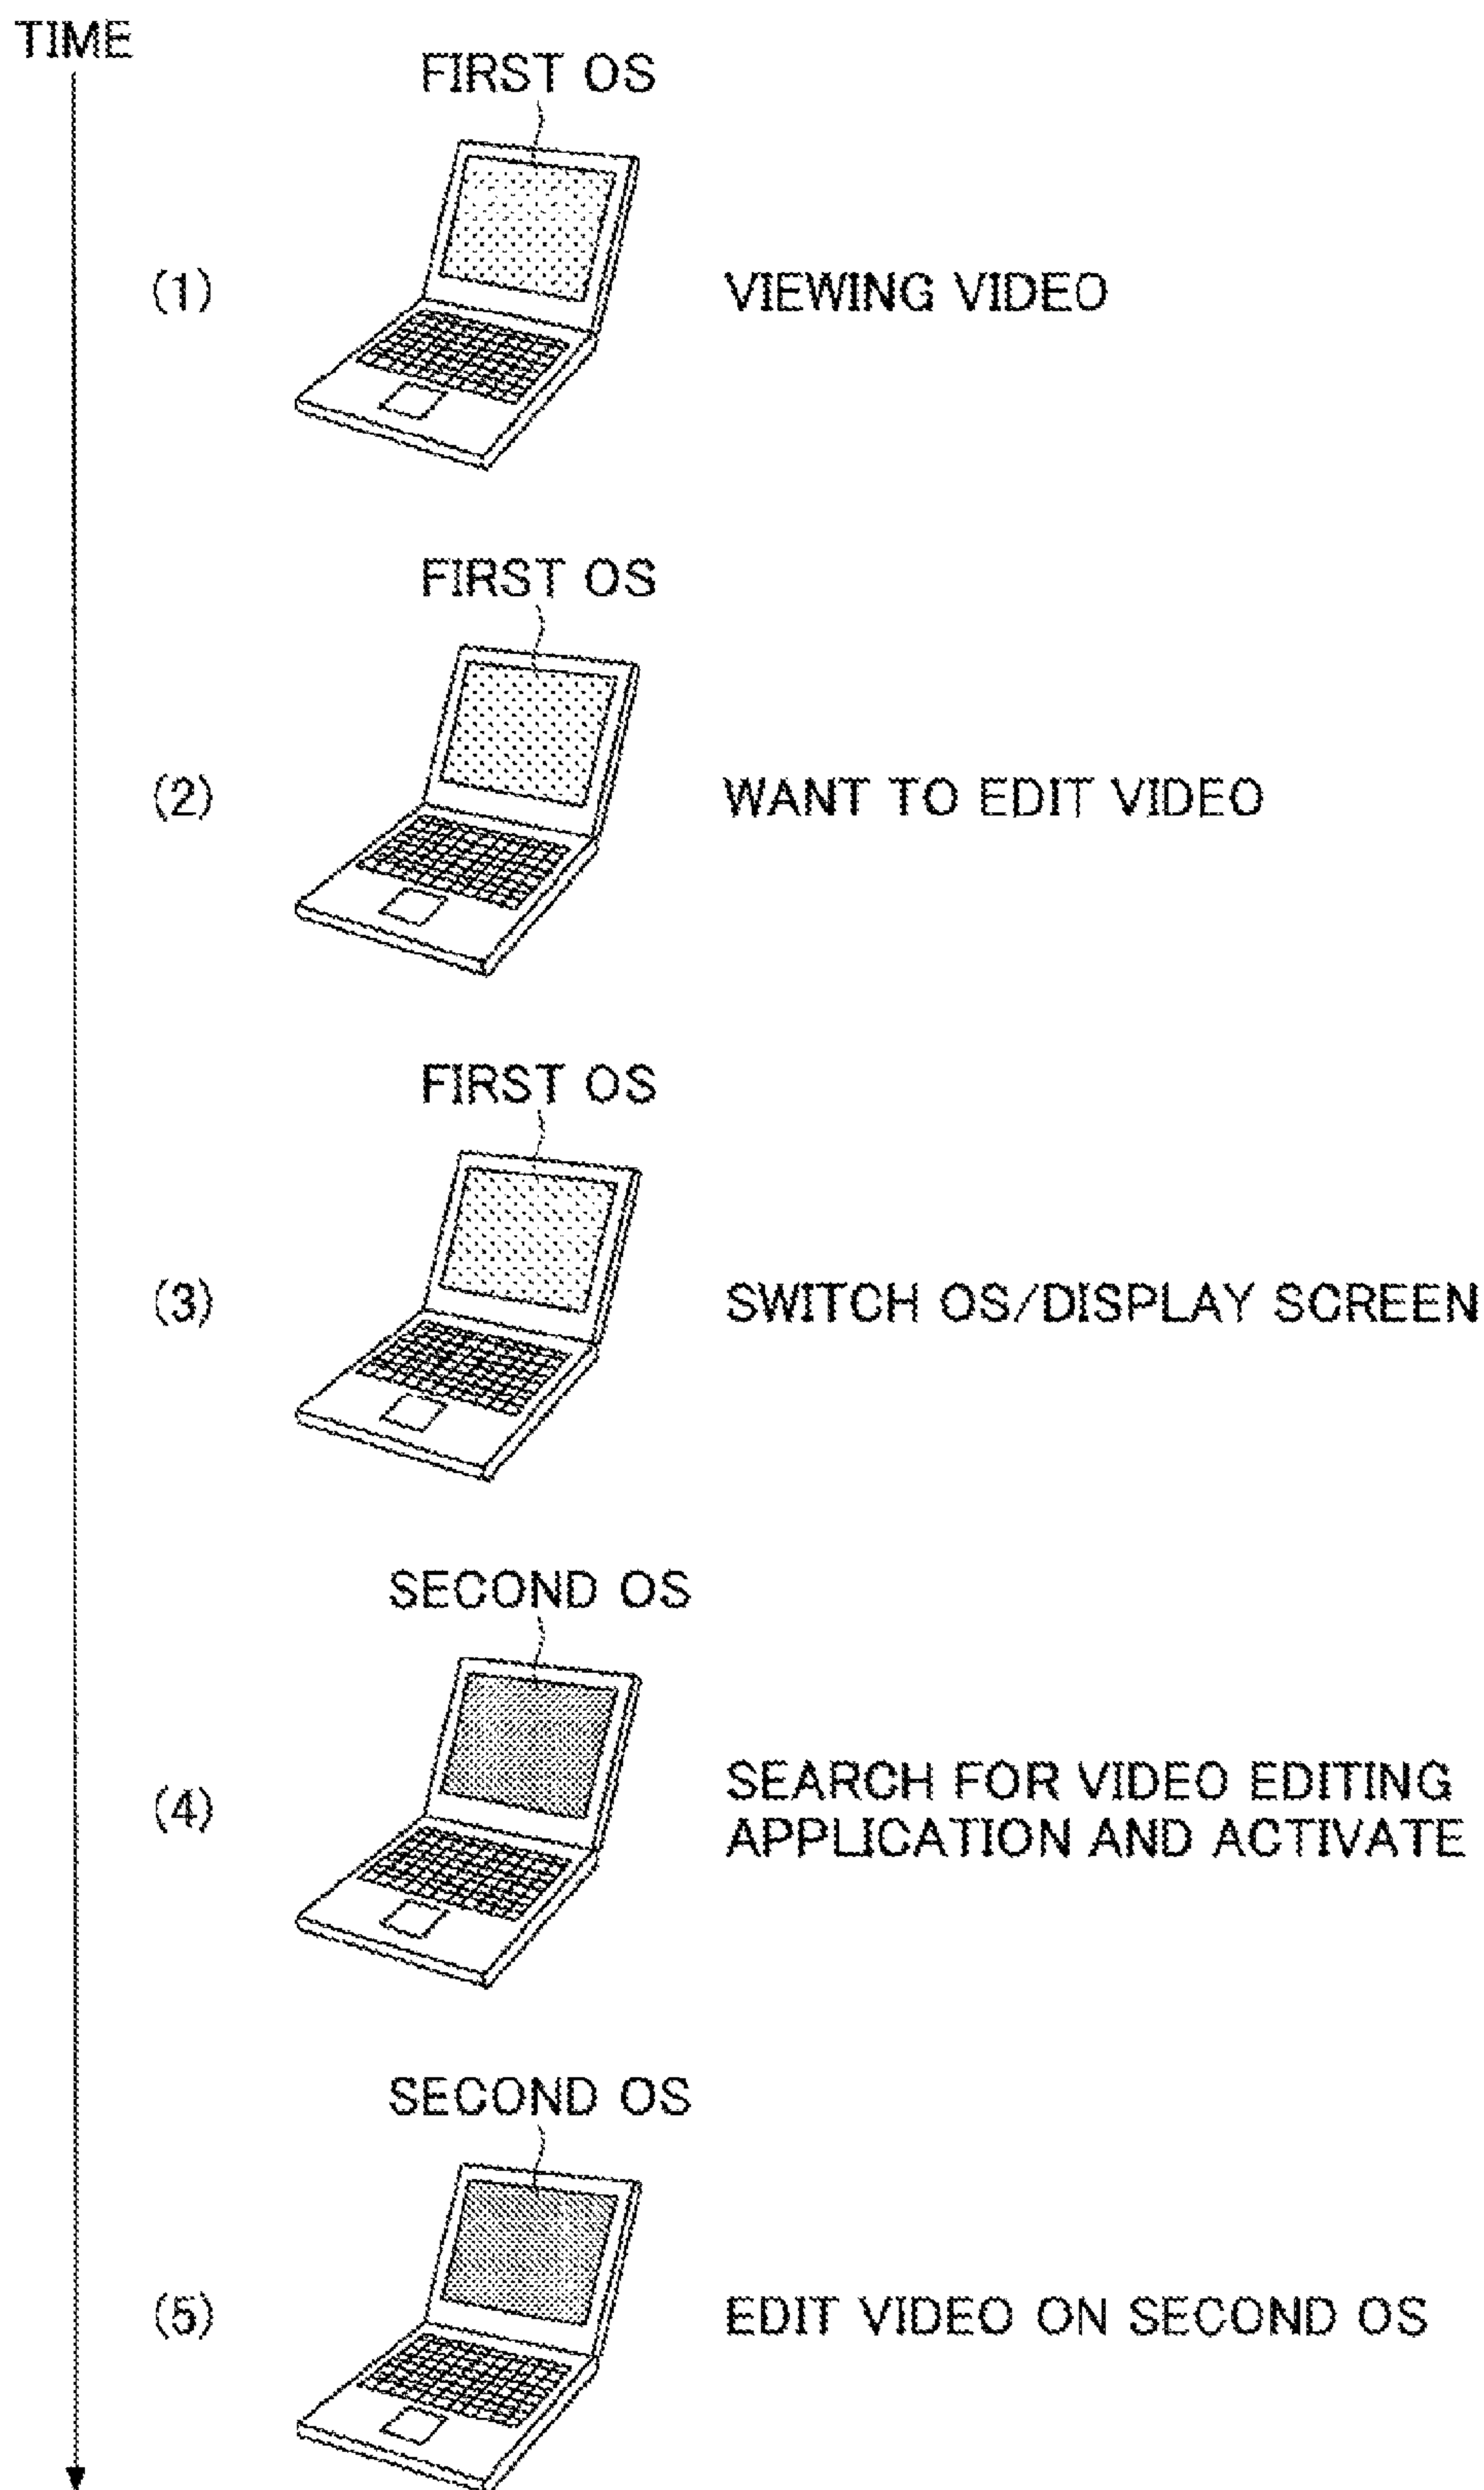 TIME
FIRST OS
(1)
VIEWING VIDEO
FIRST OS
(2)
WANT TO EDIT VIDEO
FIRST OS
(3)
SWITCH OS/DISPLAY SCREEN
SECOND OS
(4)
SEARCH FOR VIDEO EDITING
APPLICATION AND ACTIVATE
SECOND OS
(5)
EDIT VIDEO ON SECOND OS